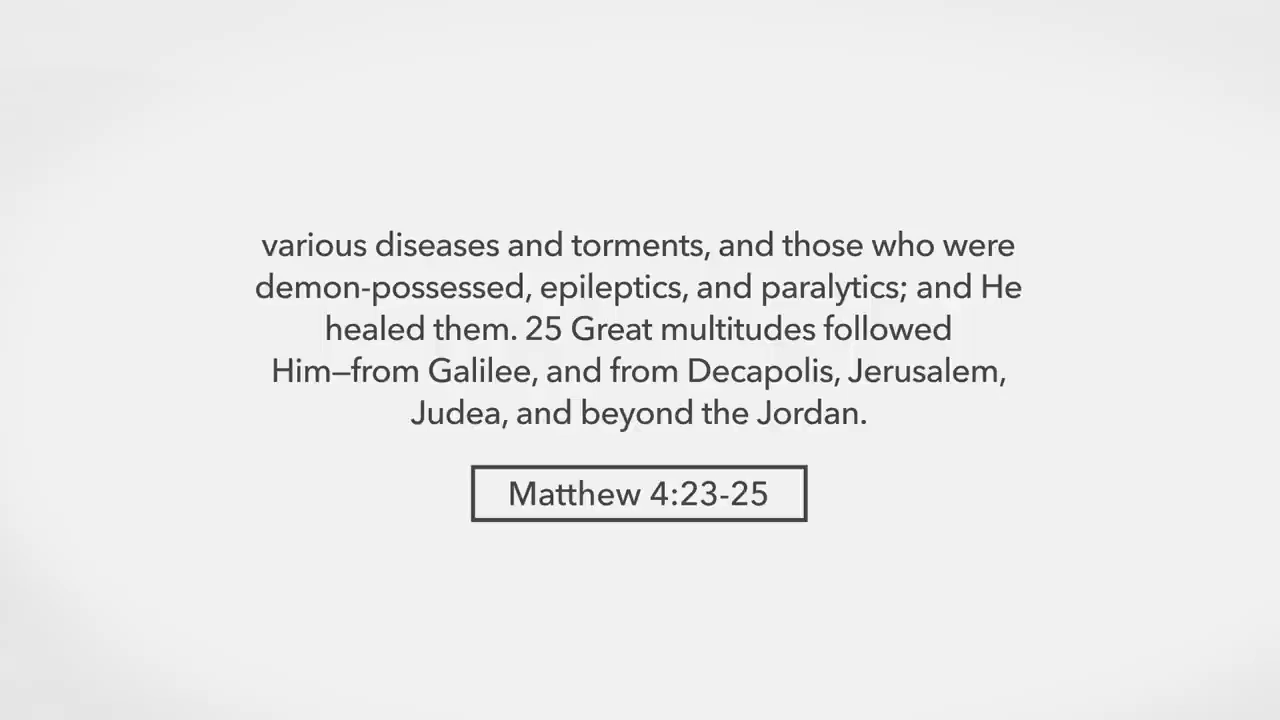 various diseases and torments, and those who were
demon-possessed, epileptics, and paralytics; and He
healed them. 25 Great multitudes followed
Him—from Galilee, and from Decapolis, Jerusalem,
Judea, and beyond the Jordan.
Matthew 4:23-25